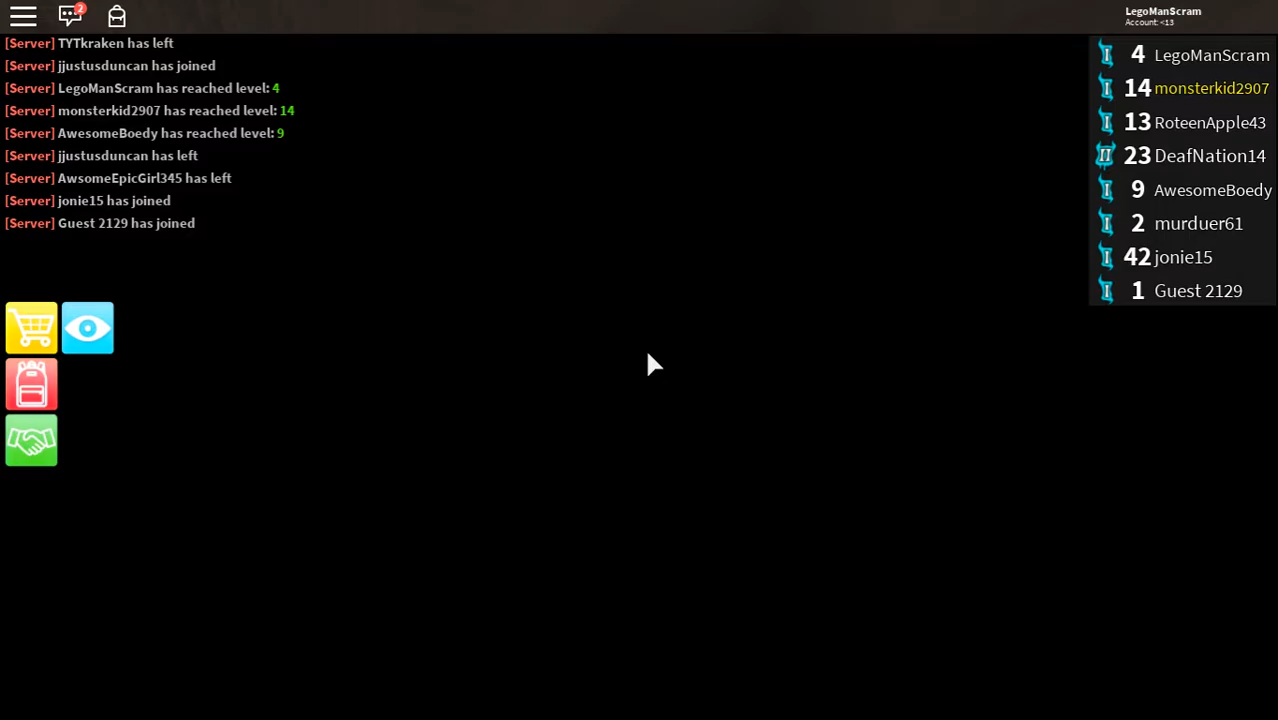 2
LegoManScram
Account: <13
[Server] TYTkraken has left
[Server] jjustusduncan has joined
[Server] LegoManScram has reached level: 4
[Server] monsterkid2907 has reached level: 14
[Server] AwesomeBoedy has reached level: 9
[Server] jjustusduncan has left
[Server] AwsomeEpicGirl345 has left
[Server] jonie15 has joined
[Server] Guest 2129 has joined
I 4 LegoManScram
I 14 monsterkid2907
I 13 RoteenApple43
II 23 DeafNation14
I 9 AwesomeBoedy
I 2 murduer61
I 42 jonie15
I 1 Guest 2129